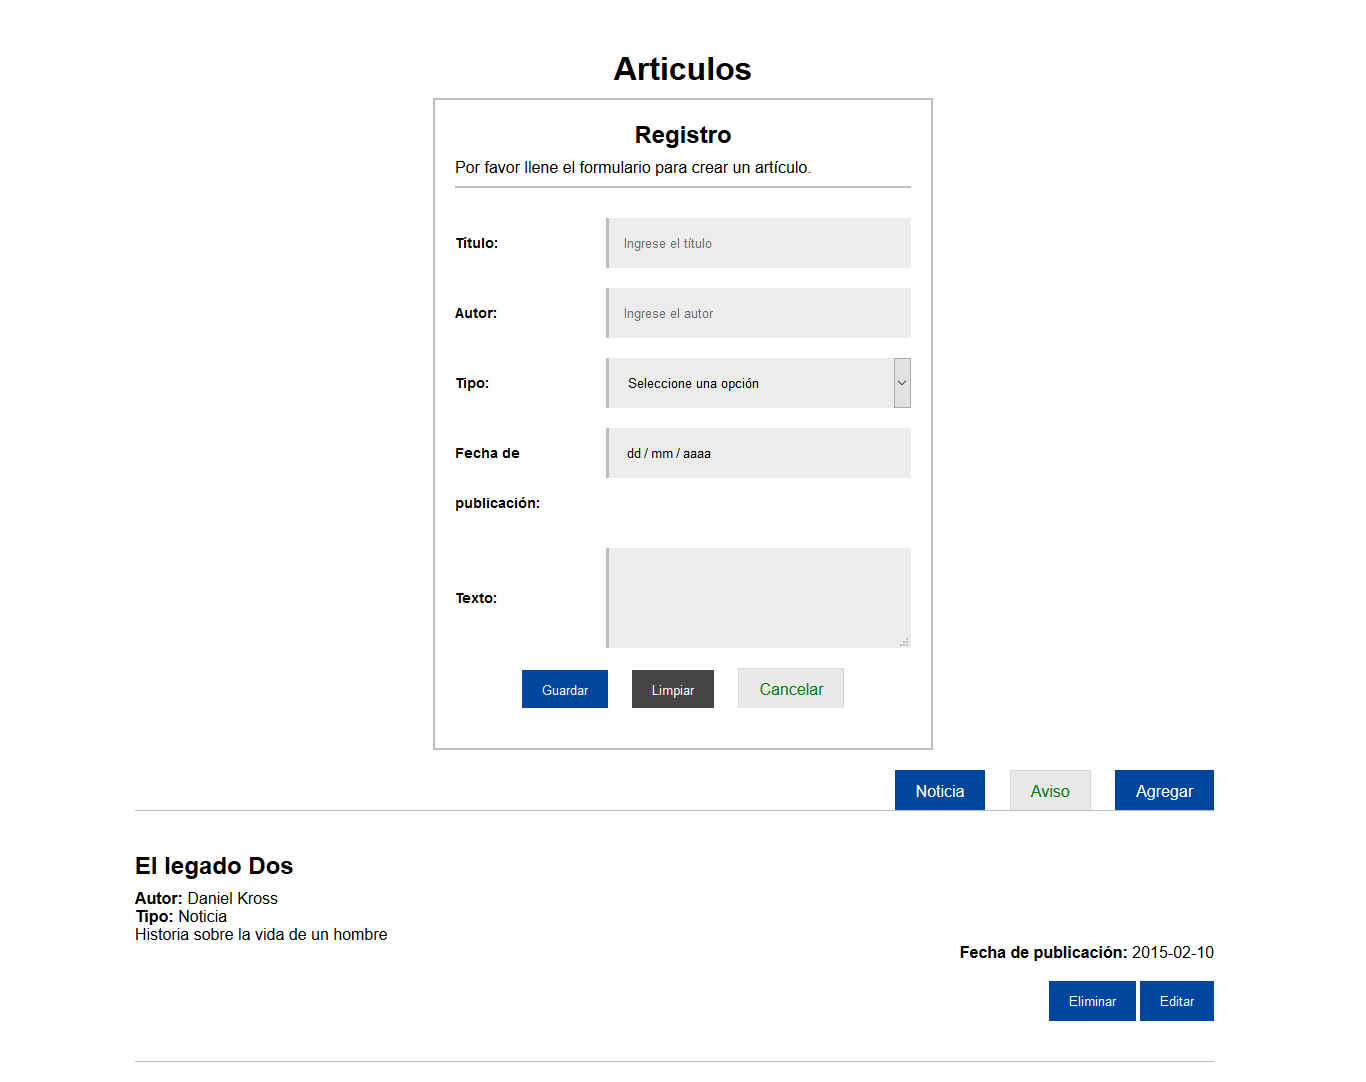 Articulos
Registro
Por favor llene el formulario para crear un artículo.
Título:
Ingrese el título
Autor:
Ingrese el autor
Tipo:
Seleccione una opción
Fecha de
publicación:
dd / mm / aaaa
Texto:
Guardar Limpiar Cancelar
Noticia Aviso Agregar
El legado Dos
Autor: Daniel Kross
Tipo: Noticia
Historia sobre la vida de un hombre
Fecha de publicación: 2015-02-10
Eliminar Editar